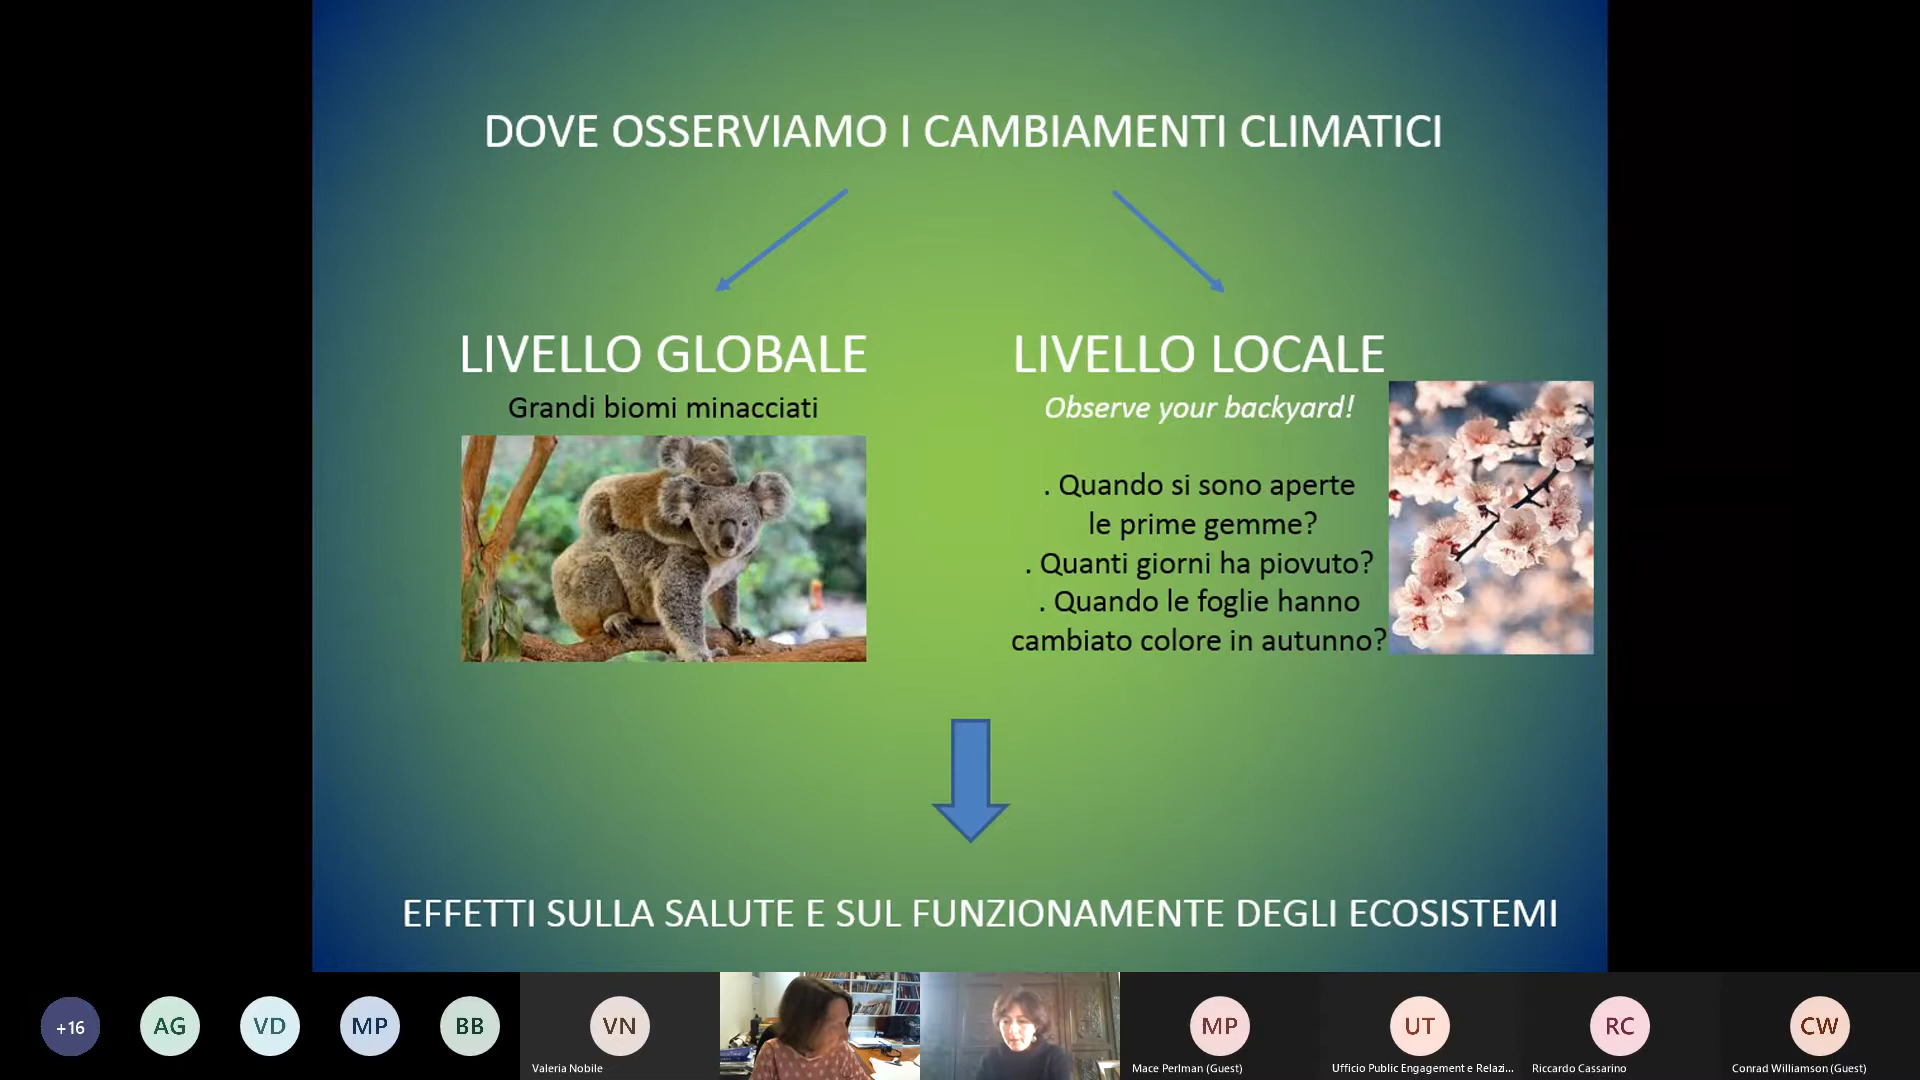 DOVE OSSERVIAMO I CAMBIAMENTI CLIMATICI
LIVELLO GLOBALE
Grandi biomi minacciati
LIVELLO LOCALE
Observe your backyard!
. Quando si sono aperte
le prime gemme?
. Quanti giorni ha piovuto?
. Quando le foglie hanno
cambiato colore in autunno?
EFFETTI SULLA SALUTE E SUL FUNZIONAMENTE DEGLI ECOSISTEMI
+16
AG
VD
MP
BB
VN
Valeria Nobile
MP
Mace Perlman (Guest)
UT
Ufficio Public Engagement e Relazi...
RC
Riccardo Cassarino
CW
Conrad Williamson (Guest)